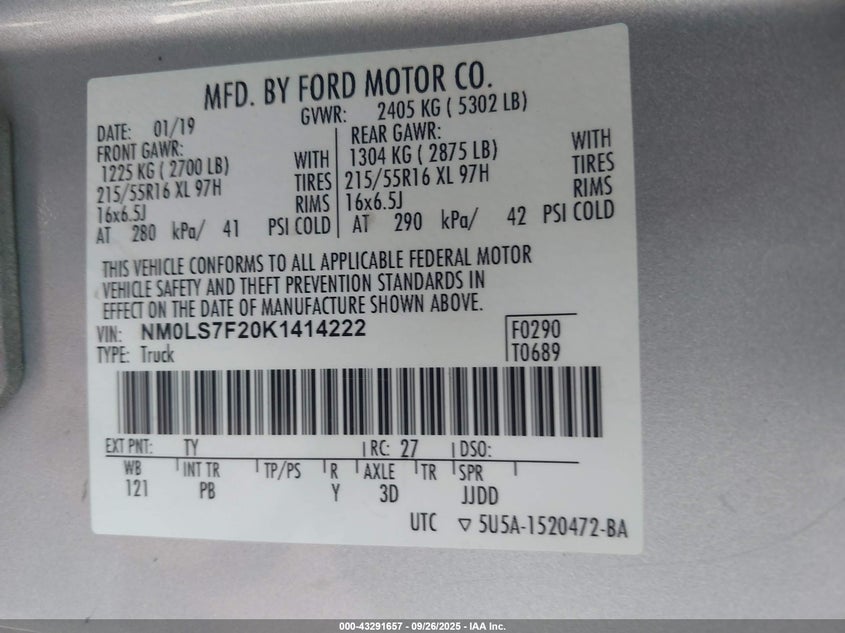 MFD. BY FORD MOTOR CO.
DATE: 01/19 GVWR: 2405 KG ( 5302 LB)
FRONT GAWR: REAR GAWR:
1225 KG ( 2700 LB) WITH 1304 KG ( 2875 LB) WITH
215/55R16 XL 97H TIRES 215/55R16 XL 97H TIRES
16x6.5J RIMS 16x6.5J RIMS
AT 280 kPa/ 41 PSI COLD AT 290 kPa/ 42 PSI COLD
THIS VEHICLE CONFORMS TO ALL APPLICABLE FEDERAL MOTOR
VEHICLE SAFETY AND THEFT PREVENTION STANDARDS IN
EFFECT ON THE DATE OF MANUFACTURE SHOWN ABOVE.
VIN: NM0LS7F20K1414222 F0290
TYPE: Truck T0689
EXT PNT: TY RC: 27 DSO:
WB INT TR TP/PS R AXLE TR SPR
121 PB Y 3D JJDD
UTC ▽ 5U5A-1520472-BA
000-43291657 - 09/26/2025 - IAA Inc.